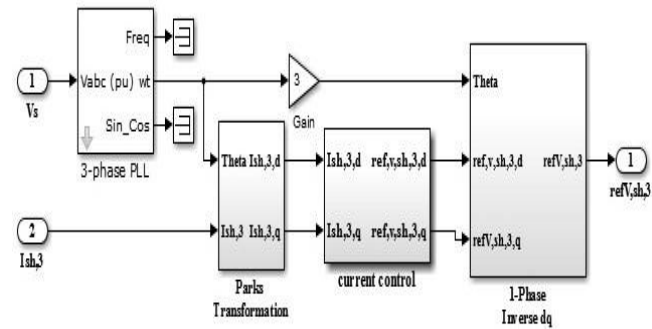 1
Vs
Freq
Vabc (pu) wt
Sin_Cos
3-phase PLL
3
Gain
2
Ish,3
Theta Ish,3,d
Ish,3 Ish,3,q
Parks
Transformation
Ish,3,d ref,v,sh,3,d
Ish,3,q ref,v,sh,3,q
current control
Theta
ref,v,sh,3,d refV,sh,3
refV,sh,3,q
1-Phase
Inverse dq
1
refV,sh,3